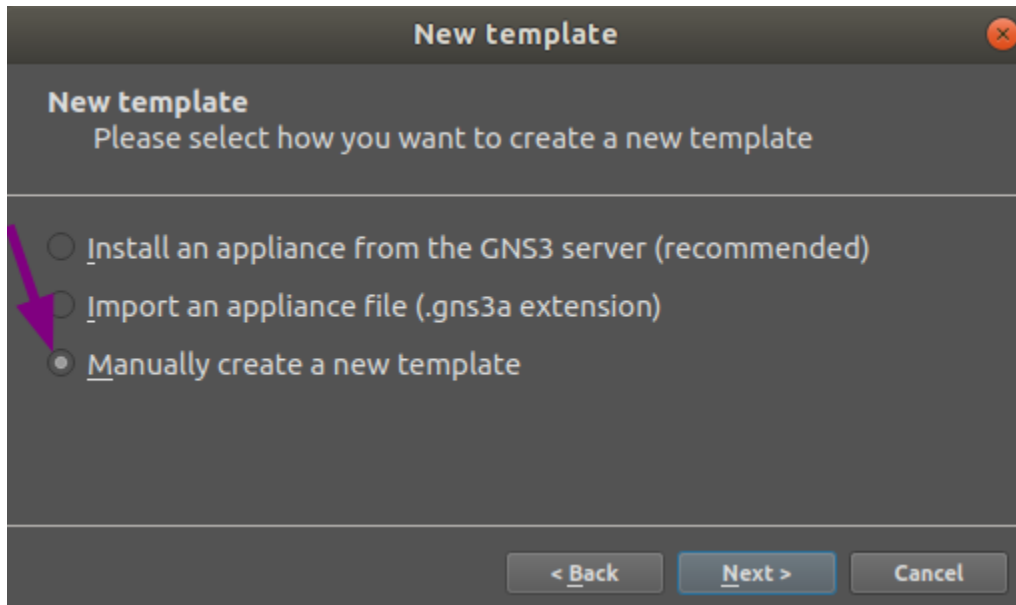 New template
New template
Please select how you want to create a new template
Install an appliance from the GNS3 server (recommended)
Import an appliance file (.gns3a extension)
Manually create a new template
< Back Next > Cancel